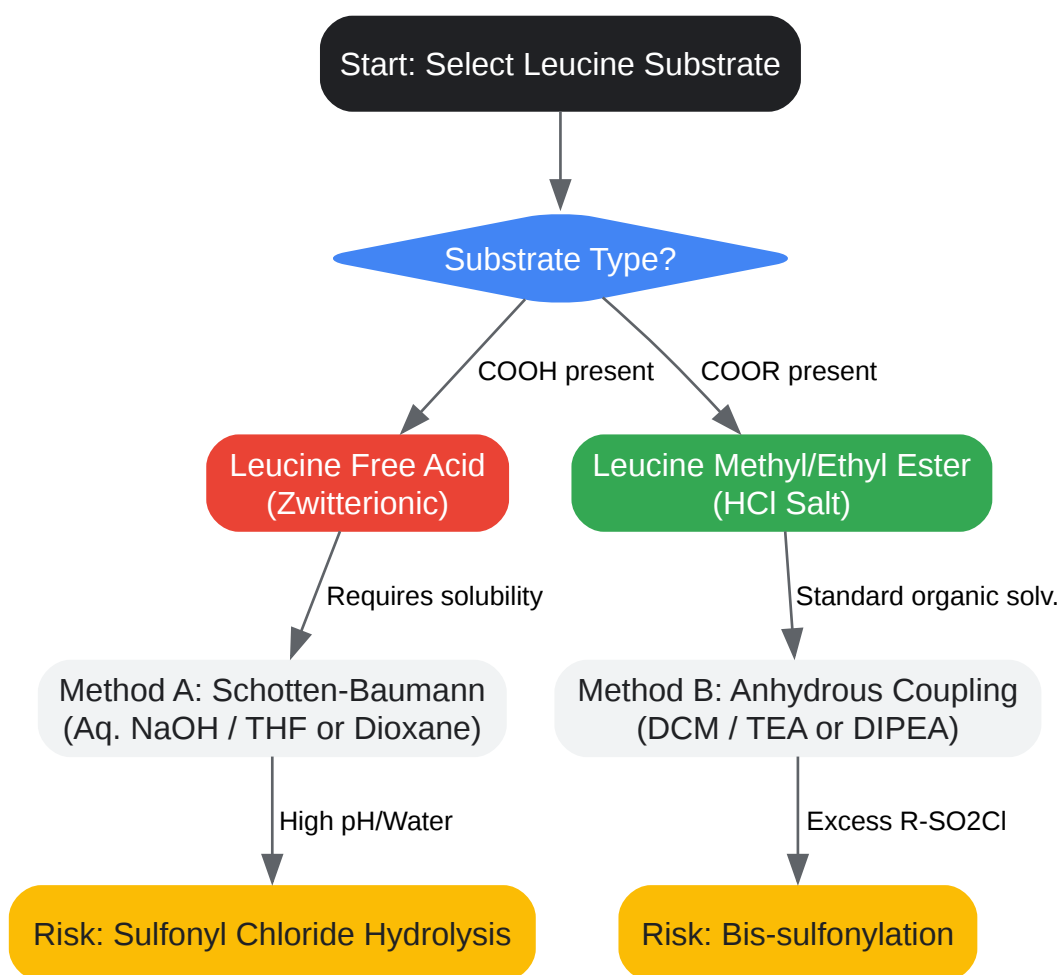 Start: Select Leucine Substrate
Substrate Type?
COOH present
COOR present
Leucine Free Acid
(Zwitterionic)
Leucine Methyl/Ethyl Ester
(HCl Salt)
Requires solubility
Standard organic solv.
Method A: Schotten-Baumann
(Aq. NaOH / THF or Dioxane)
Method B: Anhydrous Coupling
(DCM / TEA or DIPEA)
High pH/Water
Excess R-SO2Cl
Risk: Sulfonyl Chloride Hydrolysis
Risk: Bis-sulfonylation